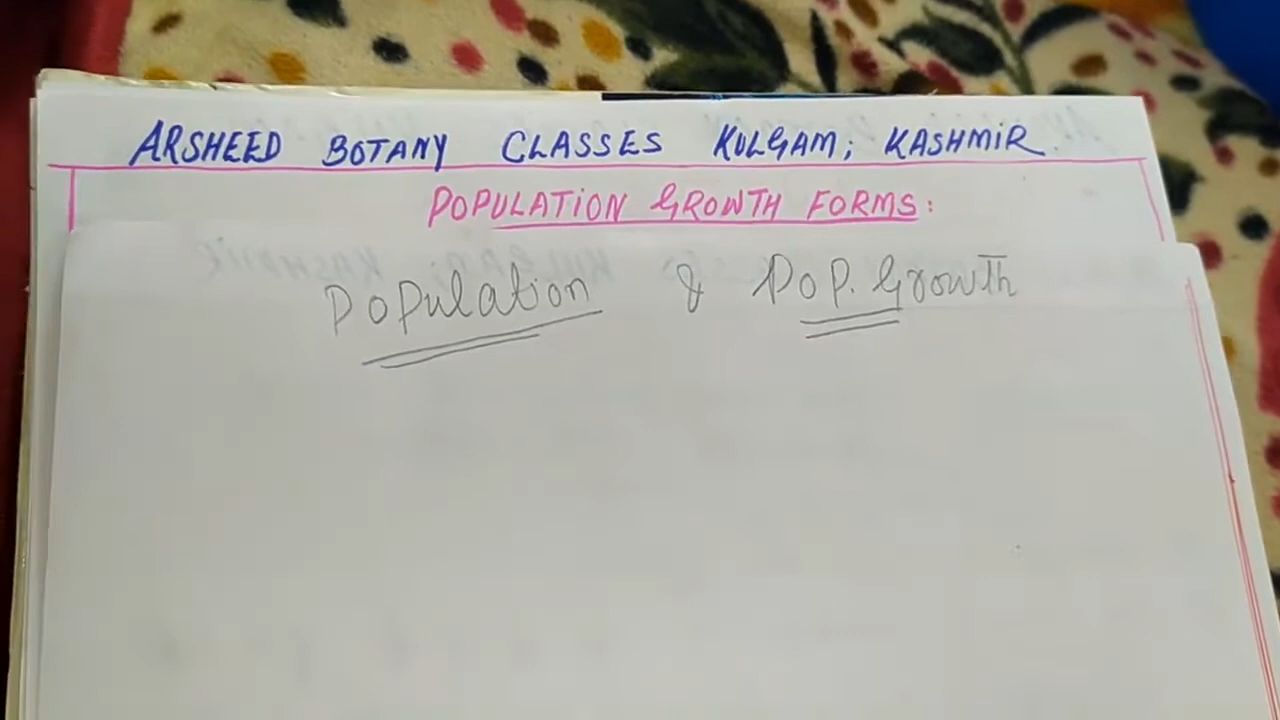 ARSHEED BOTANY CLASSES KULGAM; KASHMIR.
POPULATION GROWTH FORMS:
Population & Pop. Growth